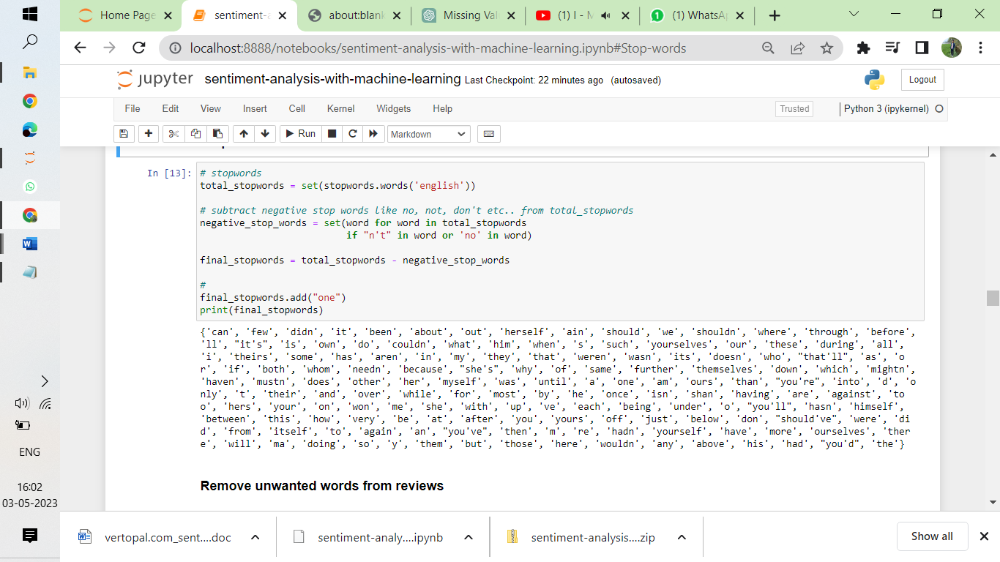 Home Page
sentiment-a
about:blank
Missing Val
(1) I - M
(1) WhatsAp
localhost:8888/notebooks/sentiment-analysis-with-machine-learning.ipynb#Stop-words
jupyter sentiment-analysis-with-machine-learning Last Checkpoint: 22 minutes ago (autosaved)
Logout
File Edit View Insert Cell Kernel Widgets Help
Trusted
Python 3 (ipykernel)
Run
Markdown
In [13]:
# stopwords
total_stopwords = set(stopwords.words('english'))
# subtract negative stop words like no, not, don't etc.. from total_stopwords
negative_stop_words = set(word for word in total_stopwords
if "n't" in word or 'no' in word)
final_stopwords = total_stopwords - negative_stop_words
#
final_stopwords.add("one")
print(final_stopwords)
{'can', 'few', 'didn', 'it', 'been', 'about', 'out', 'herself', 'ain', 'should', 'we', 'shouldn', 'where', 'through', 'before',
'll', "it's", 'is', 'own', 'do', 'couldn', 'what', 'him', 'when', 's', 'such', 'yourselves', 'our', 'these', 'during', 'all',
'i', 'theirs', 'some', 'has', 'aren', 'in', 'my', 'they', 'that', 'weren', 'wasn', 'its', 'doesn', 'who', "that'll", 'as', 'o
r', 'if', 'both', 'whom', 'needn', 'because', "she's", 'why', 'of', 'same', 'further', 'themselves', 'down', 'which', 'mightn',
'haven', 'mustn', 'does', 'other', 'her', 'myself', 'was', 'until', 'a', 'one', 'am', 'ours', 'than', "you're", 'into', 'd', 'o
nly', 't', 'their', 'and', 'over', 'while', 'for', 'most', 'by', 'he', 'once', 'isn', 'shan', 'having', 'are', 'against', 'to
o', 'hers', 'your', 'on', 'won', 'me', 'she', 'with', 'up', 've', 'each', 'being', 'under', 'o', "you'll", 'hasn', 'himself',
'between', 'this', 'how', 'very', 'be', 'at', 'after', 'you', 'yours', 'off', 'just', 'below', 'don', "should've", 'were', 'di
d', 'from', 'itself', 'to', 'again', 'an', "you've", 'then', 'm', 're', 'hadn', 'yourself', 'have', 'more', 'ourselves', 'ther
e', 'will', 'ma', 'doing', 'so', 'y', 'them', 'but', 'those', 'here', 'wouldn', 'any', 'above', 'his', 'had', "you'd", 'the'}
Remove unwanted words from reviews
ENG
16:02
03-05-2023
vertopal.com_sent....doc
sentiment-analy....ipynb
sentiment-analysis....zip
Show all